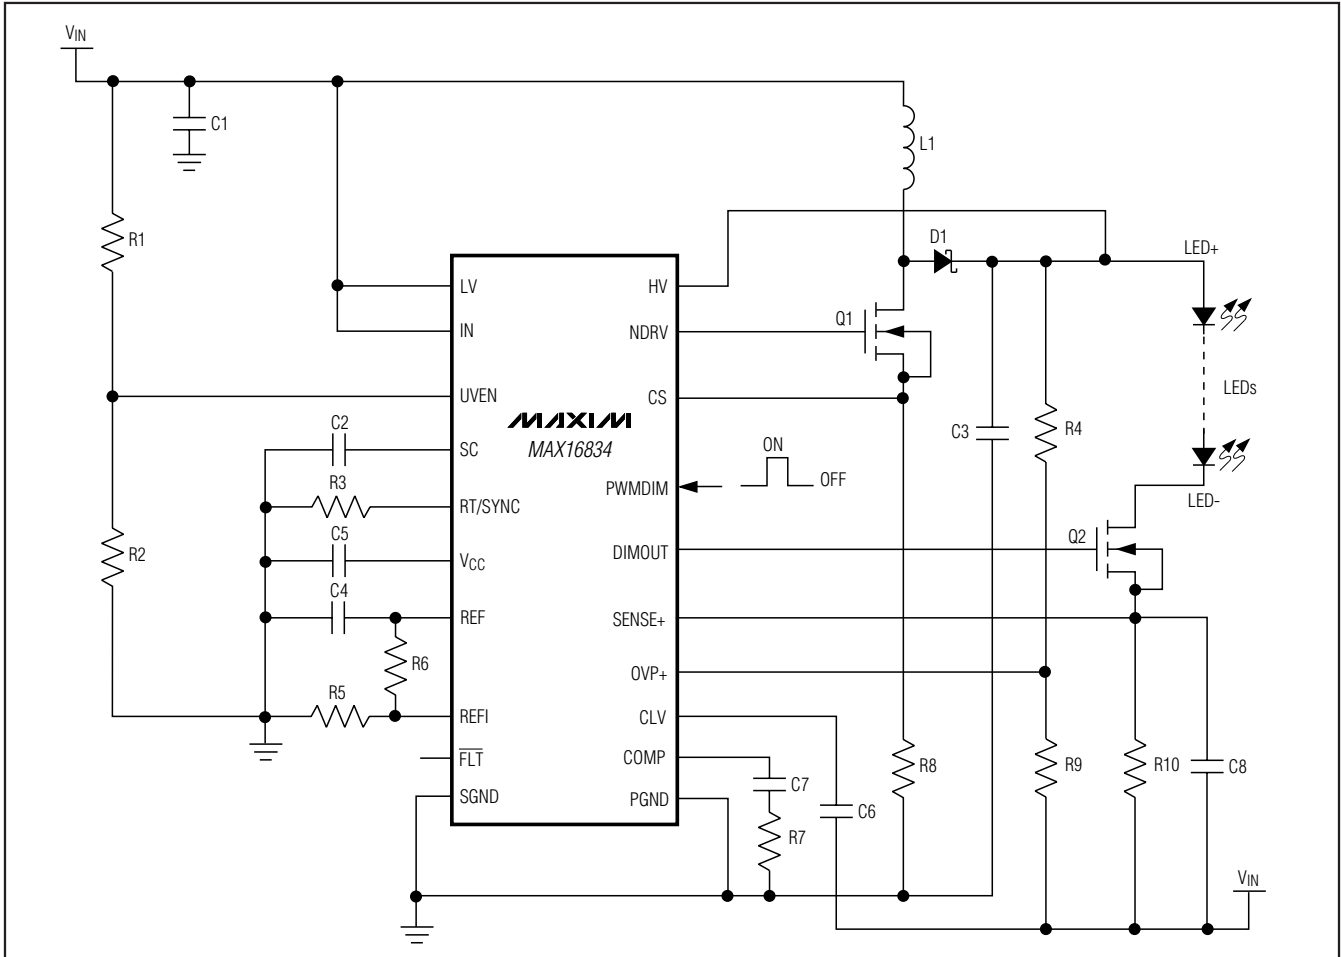 VIN
C1
L1
R1
D1
LED+
LV
HV
Q1
IN
NDRV
LEDs
UVEN
CS
C2
MAXIM
C3
R4
SC
MAX16834
ON
R3
PWMDIM
OFF
LED-
RT/SYNC
C5
Q2
R2
VCC
DIMOUT
C4
REF
SENSE+
R6
OVP+
R5
REFI
CLV
FLT
COMP
R8
R9
R10
C8
SGND
PGND
C7
C6
R7
VIN